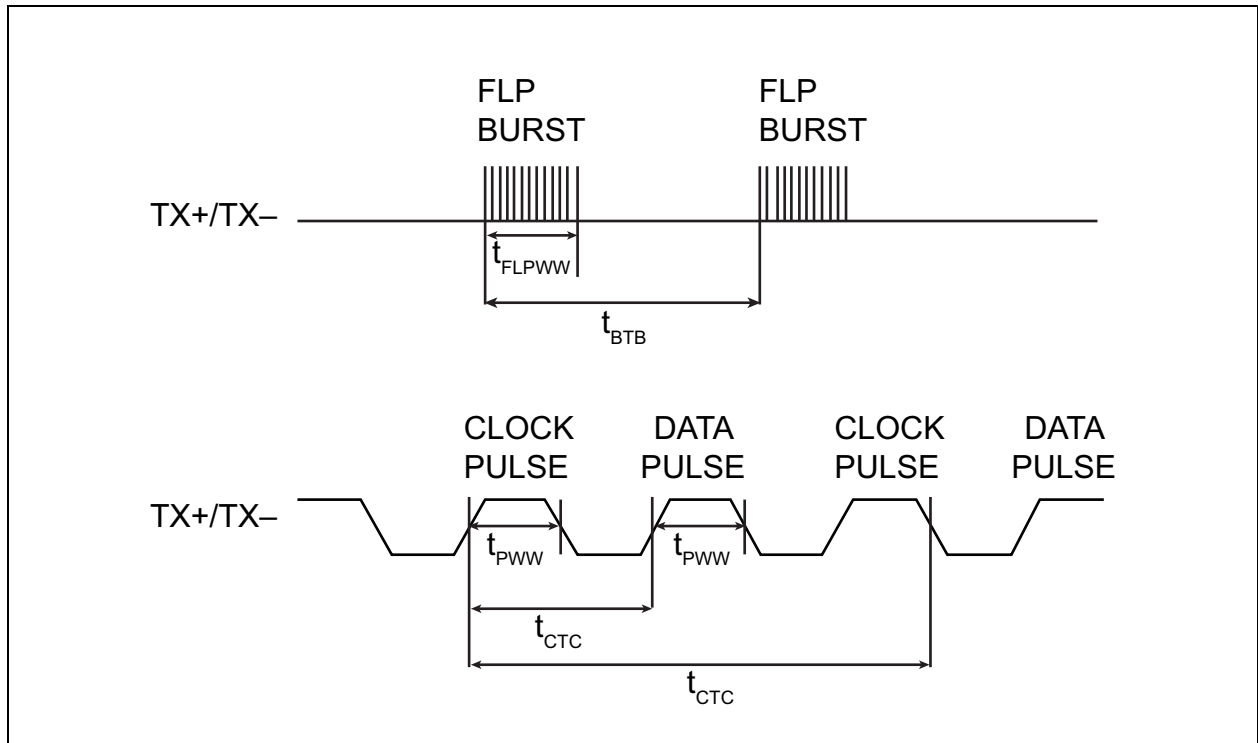 FLP
BURST
FLP
BURST
TX+/TX–
tFLPWW
tBTB
CLOCK
PULSE
DATA
PULSE
CLOCK
PULSE
DATA
PULSE
TX+/TX–
tPWW
tPWW
tCTC
tCTC